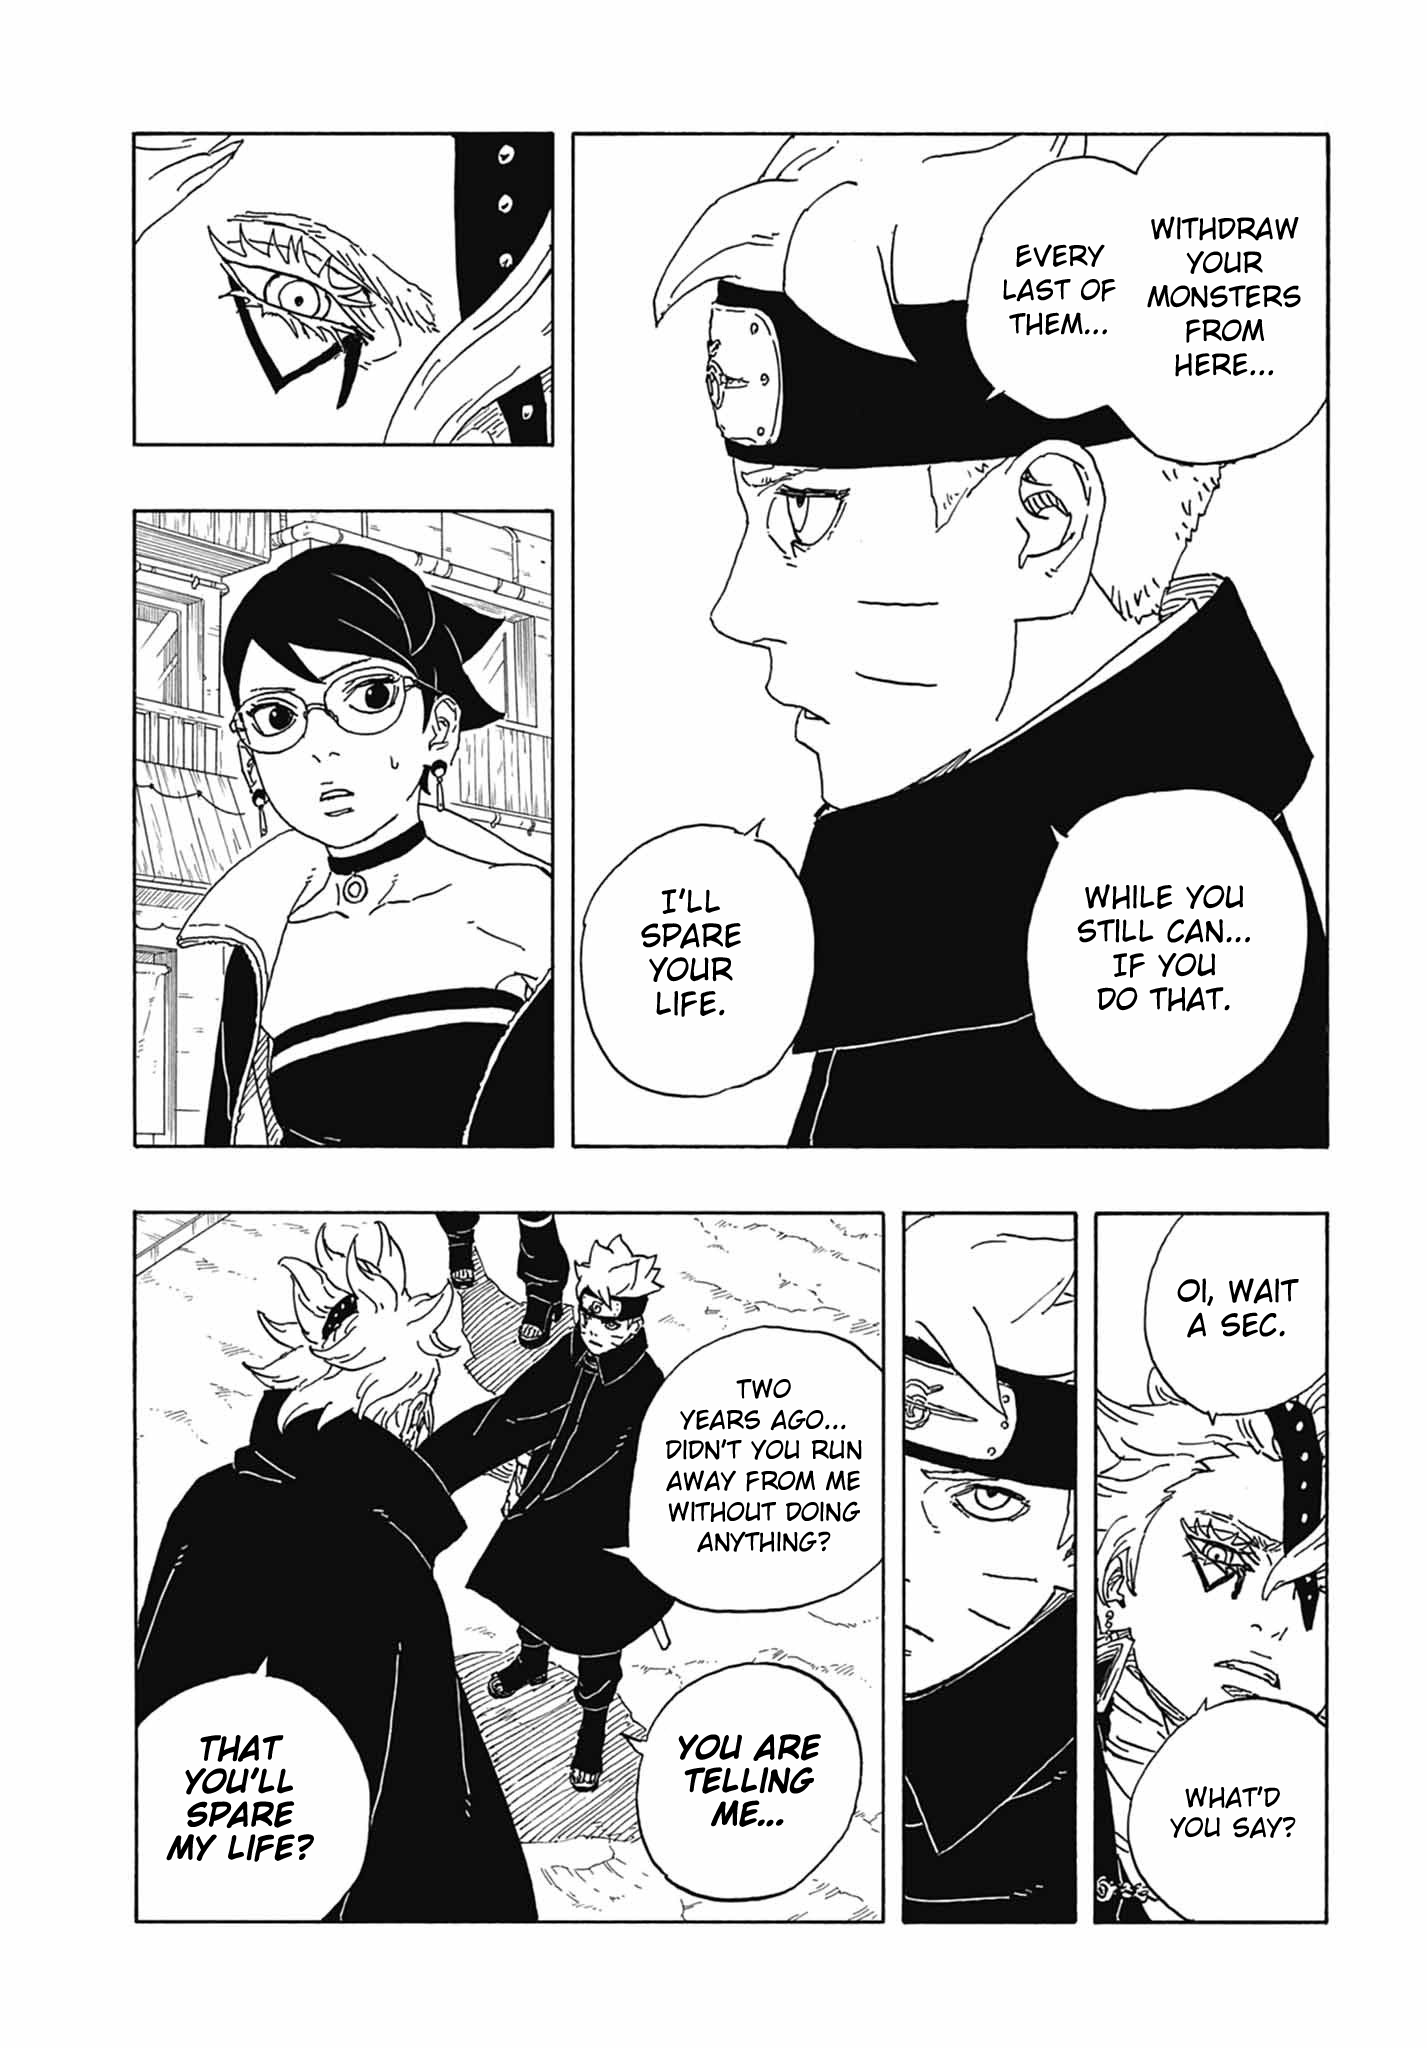 WITHDRAW
YOUR
MONSTERS
FROM
HERE...
EVERY
LAST OF
THEM...
WHILE YOU
STILL CAN...
IF YOU
DO THAT.
I'LL
SPARE
YOUR
LIFE.
OI, WAIT
A SEC.
WHAT'D
YOU SAY?
TWO
YEARS AGO...
DIDN'T YOU RUN
AWAY FROM ME
WITHOUT DOING
ANYTHING?
YOU ARE
TELLING
ME...
THAT
YOU'LL
SPARE
MY LIFE?